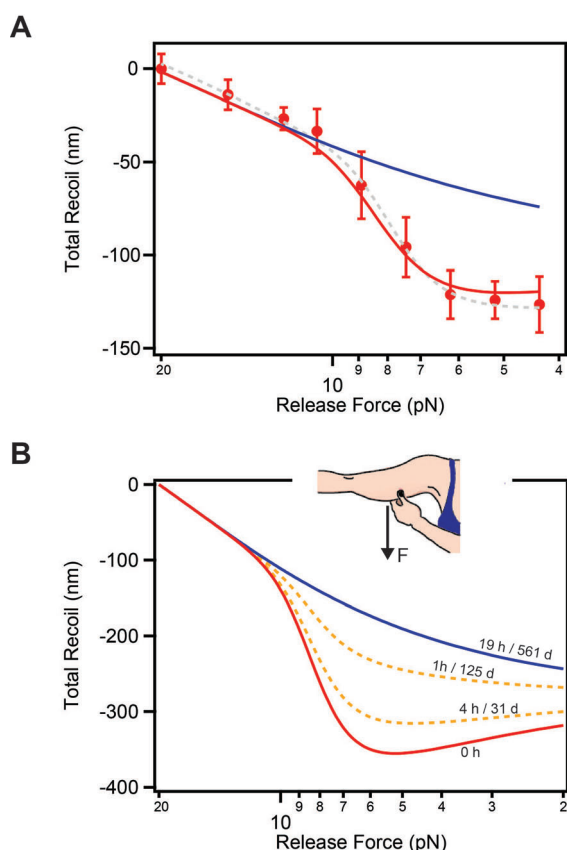 A
0
-50
-100
-150
Total Recoil (nm)
20
10
9
8
7
6
5
4
Release Force (pN)
B
0
-100
-200
-300
-400
Total Recoil (nm)
F
19 h / 561 d
1h / 125 d
4 h / 31 d
0 h
20
10
9
8
7
6
5
4
3
2
Release Force (pN)